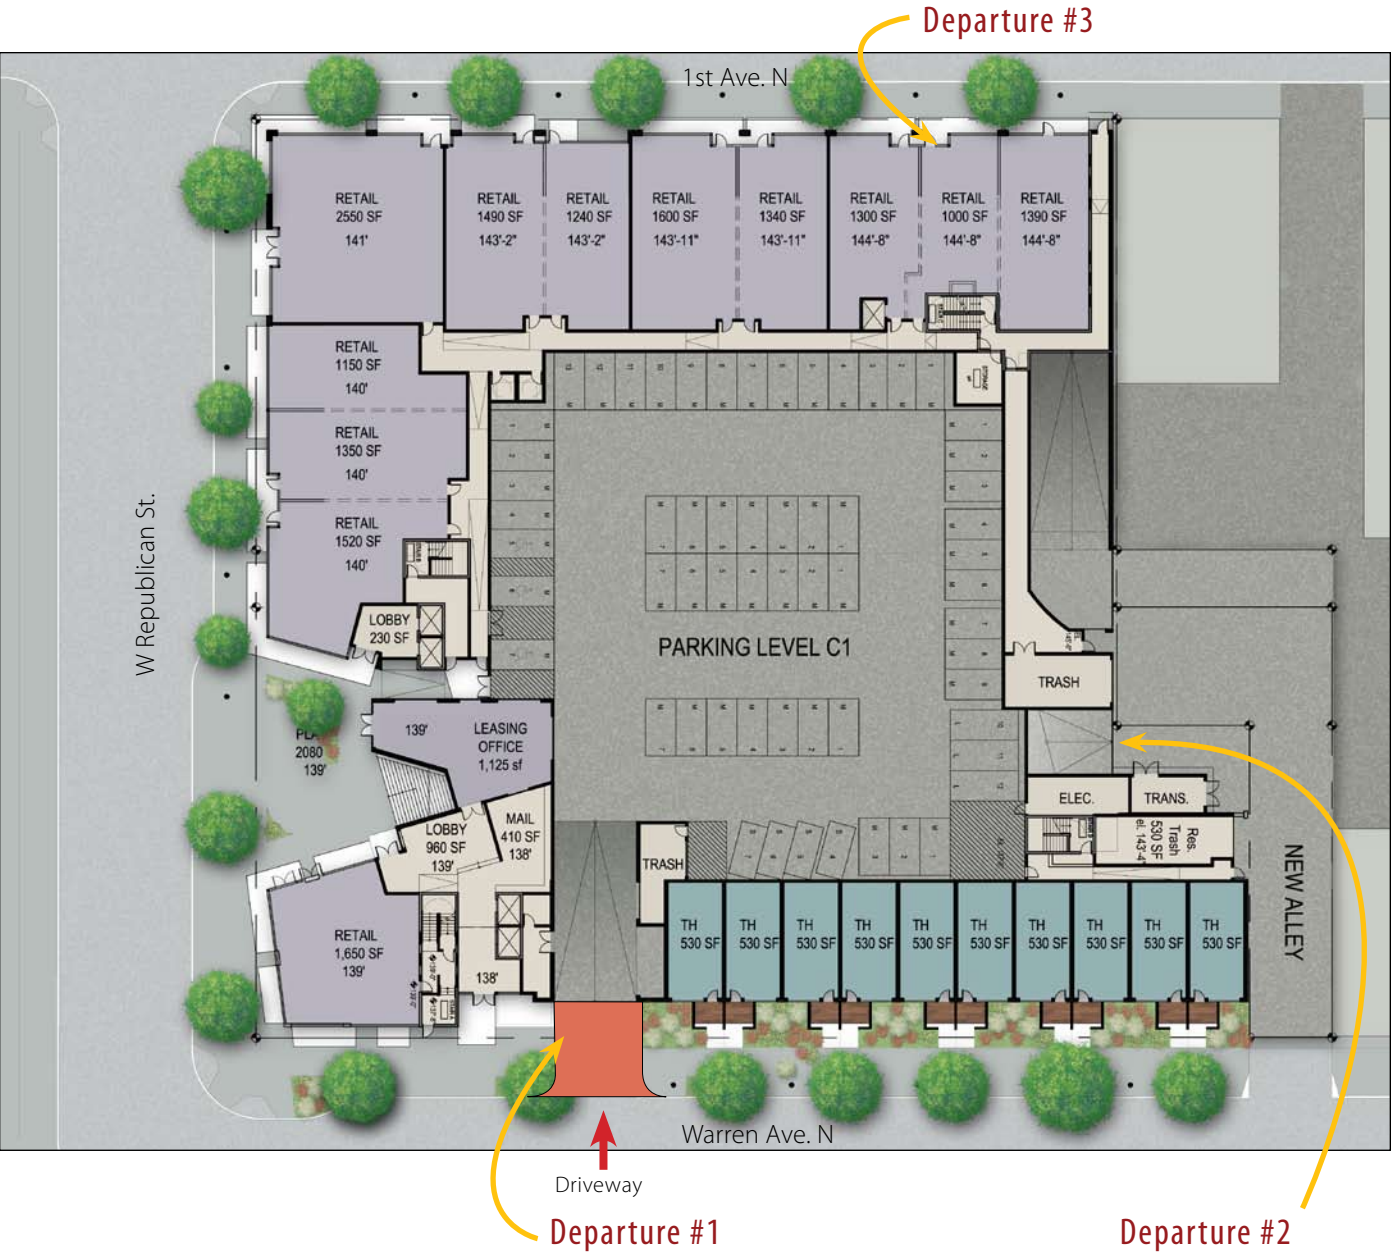 Departure #3
1st Ave. N
RETAIL
2550 SF
141'
RETAIL
1490 SF
143'-2"
RETAIL
1240 SF
143'-2"
RETAIL
1600 SF
143'-11"
RETAIL
1340 SF
143'-11"
RETAIL
1300 SF
144'-8"
RETAIL
1000 SF
144'-8"
RETAIL
1390 SF
144'-8"
RETAIL
1150 SF
140'
RETAIL
1350 SF
140'
RETAIL
1520 SF
140'
W Republican St.
LOBBY
230 SF
PARKING LEVEL C1
TRASH
139'
LEASING
OFFICE
1,125 sf
2080
139'
ELEC.
TRANS.
LOBBY
960 SF
139'
MAIL
410 SF
138'
TRASH
Res.
Trash
530 SF
el. 143'-4"
NEW ALLEY
RETAIL
1,650 SF
139'
138'
TH
530 SF
TH
530 SF
TH
530 SF
TH
530 SF
TH
530 SF
TH
530 SF
TH
530 SF
TH
530 SF
TH
530 SF
TH
530 SF
Warren Ave. N
Driveway
Departure #1
Departure #2